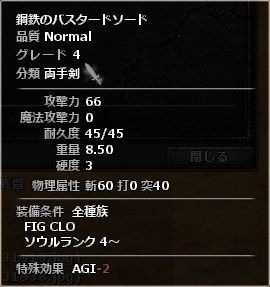 鋼鉄のバスタードソード
品質 Normal
グレード 4
分類 両手剣
攻撃力 66
魔法攻撃力 0
耐久度 45/45
重量 8.50
硬度 3
閉じる
物理属性 斬60 打0 突40
装備条件 全種族
FIG CLO
ソウルランク 4～
特殊効果 AGI-2